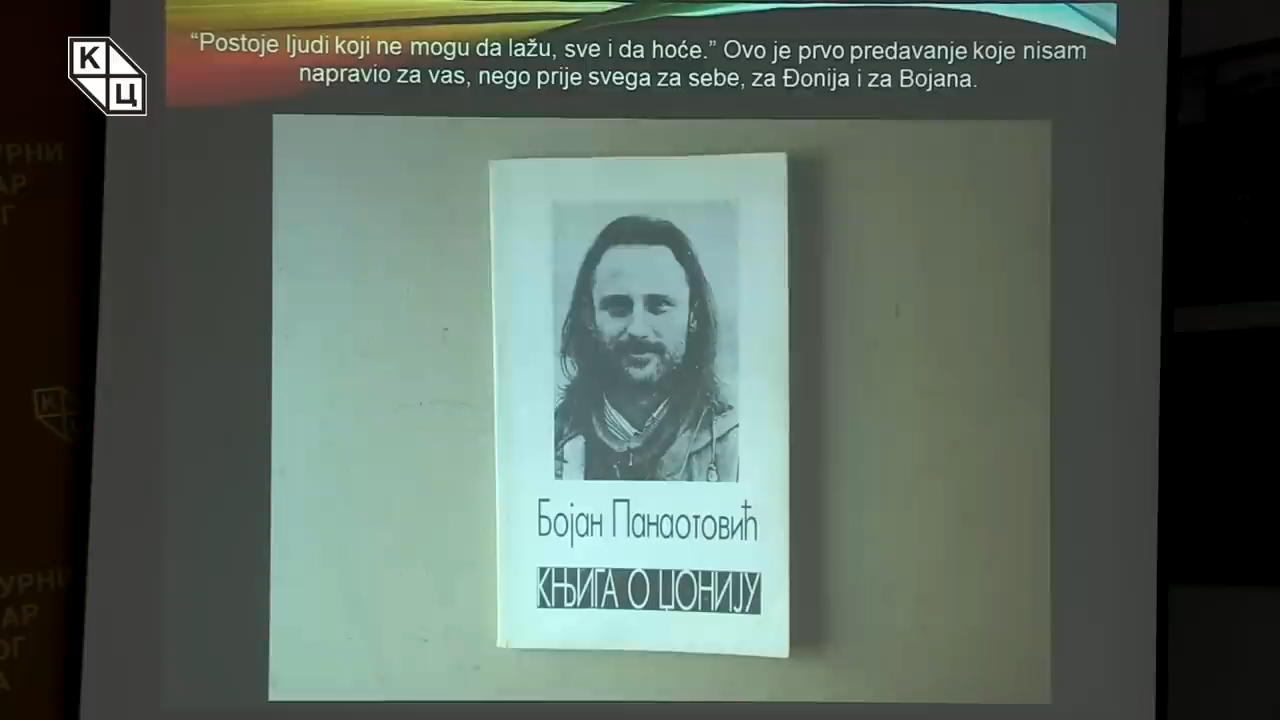 К
Ц
“Postoje ljudi koji ne mogu da lažu, sve i da hoće.” Ovo je prvo predavanje koje nisam
napravio za vas, nego prije svega za sebe, za Đonija i za Bojana.
Бојан Панаотовић
КЊИГА О ЏОНИЈУ